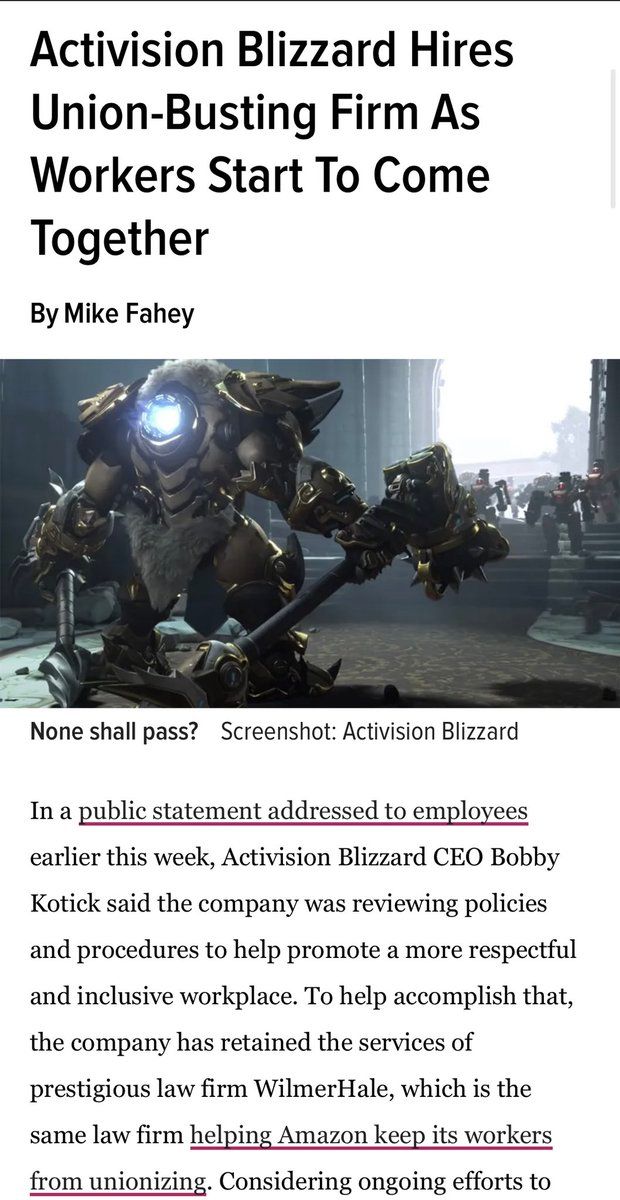 Activision Blizzard Hires
Union-Busting Firm As
Workers Start To Come
Together
By Mike Fahey
None shall pass? Screenshot: Activision Blizzard
In a public statement addressed to employees
earlier this week, Activision Blizzard CEO Bobby
Kotick said the company was reviewing policies
and procedures to help promote a more respectful
and inclusive workplace. To help accomplish that,
the company has retained the services of
prestigious law firm WilmerHale, which is the
same law firm helping Amazon keep its workers
from unionizing. Considering ongoing efforts to